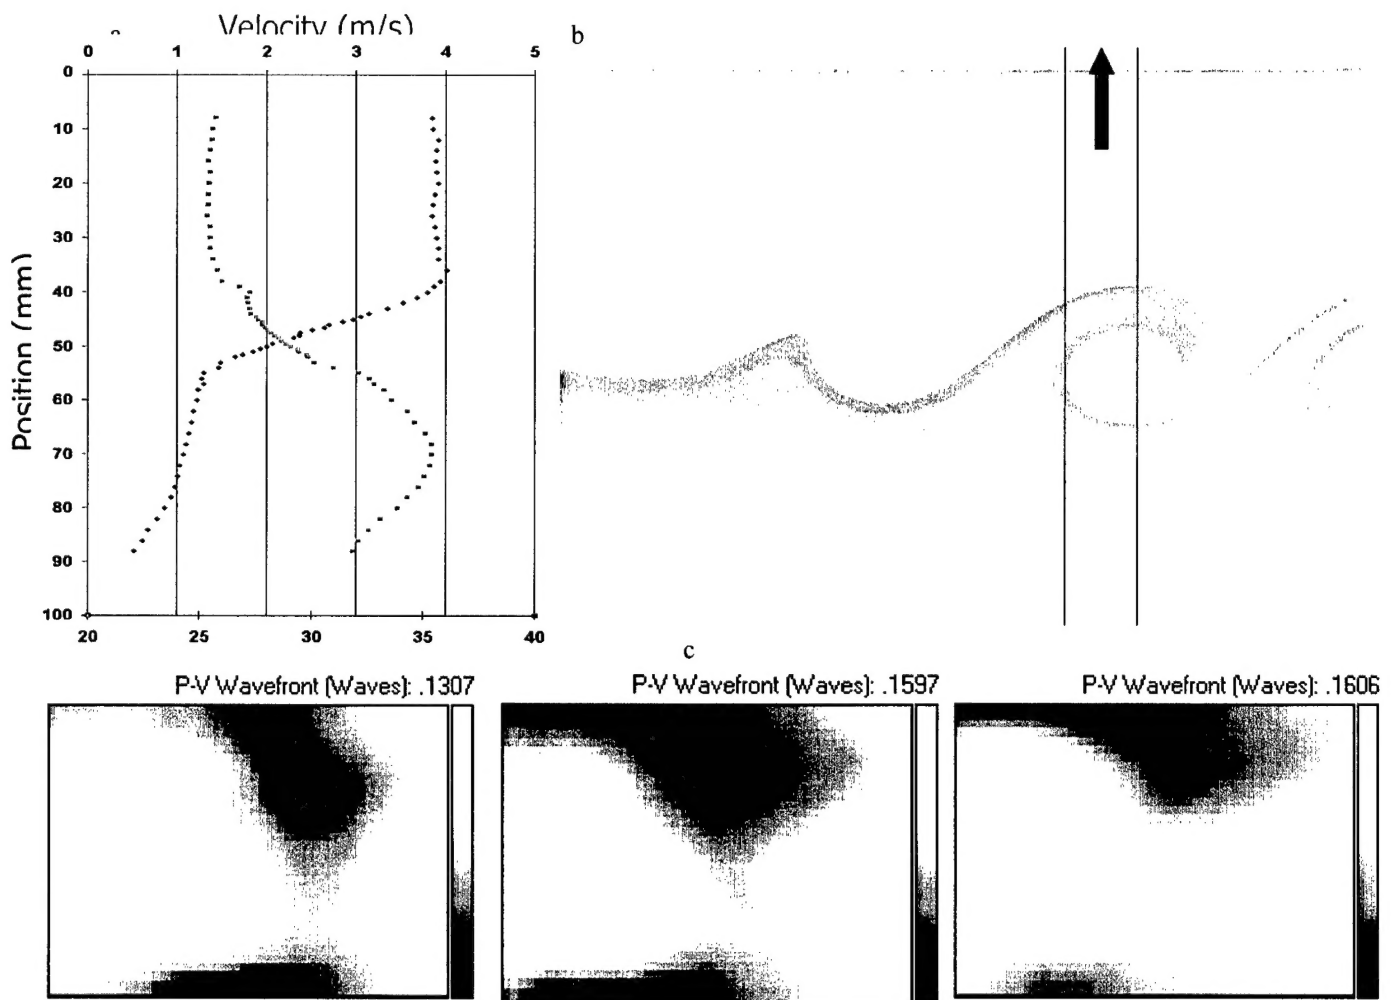 Velocity (m/s)
b
0 1 2 3 4 5
0
10
20
30
40
50
60
70
80
90
100
Position (mm)
20 25 30 35 40
c
P-V Wavefront (Waves): .1307
P-V Wavefront (Waves): .1597
P-V Wavefront (Waves): .1606